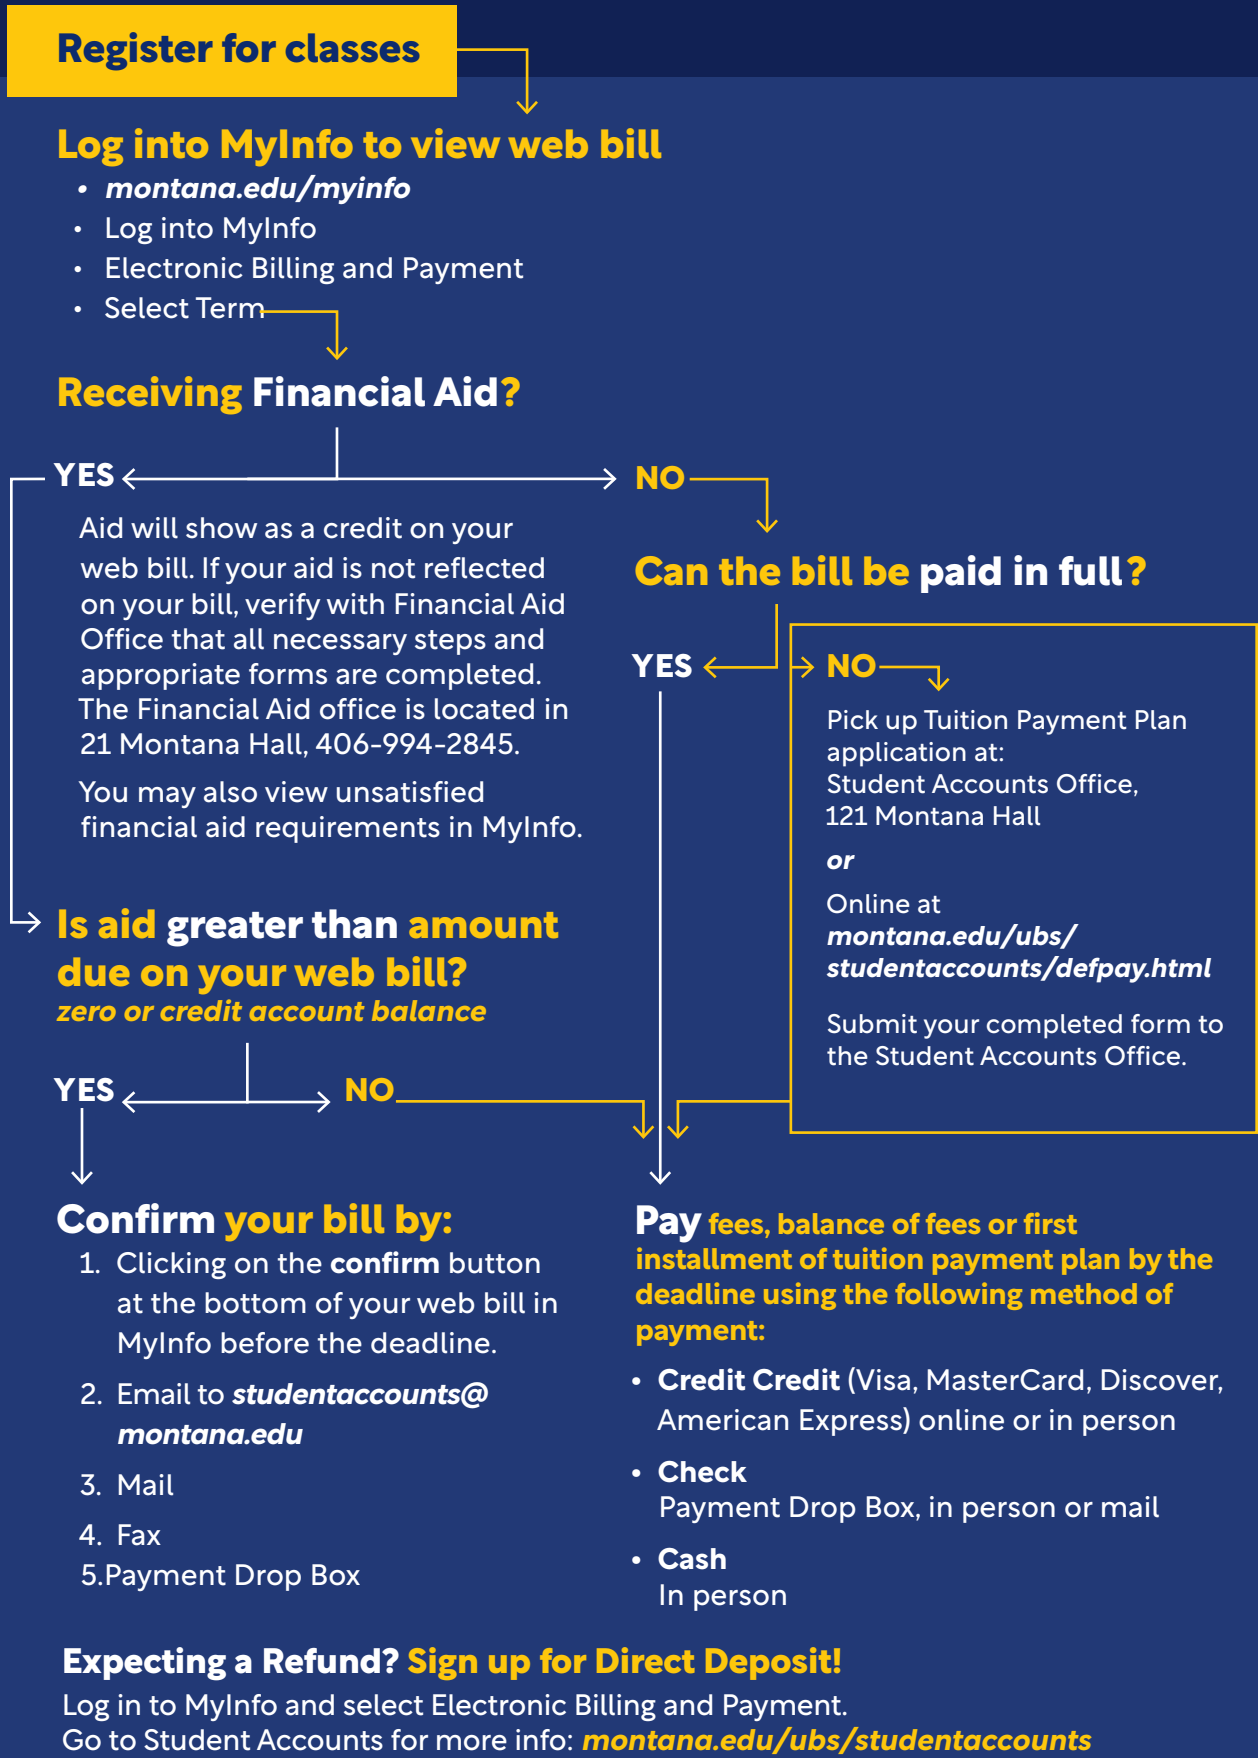 Register for classes
Log into MyInfo to view web bill
• montana.edu/myinfo
• Log into MyInfo
• Electronic Billing and Payment
• Select Term
Receiving Financial Aid?
YES
Aid will show as a credit on your
web bill. If your aid is not reflected
on your bill, verify with Financial Aid
Office that all necessary steps and
appropriate forms are completed.
The Financial Aid office is located in
21 Montana Hall, 406-994-2845.
You may also view unsatisfied
financial aid requirements in MyInfo.
NO
Can the bill be paid in full?
YES
NO
Pick up Tuition Payment Plan
application at:
Student Accounts Office,
121 Montana Hall
or
Online at
montana.edu/ubs/
studentaccounts/defpay.html
Submit your completed form to
the Student Accounts Office.
Is aid greater than amount
due on your web bill?
zero or credit account balance
YES
NO
Confirm your bill by:
1. Clicking on the confirm button
at the bottom of your web bill in
MyInfo before the deadline.
2. Email to studentaccounts@
montana.edu
3. Mail
4. Fax
5.Payment Drop Box
Pay fees, balance of fees or first
installment of tuition payment plan by the
deadline using the following method of
payment:
• Credit Credit (Visa, MasterCard, Discover,
American Express) online or in person
• Check
Payment Drop Box, in person or mail
• Cash
In person
Expecting a Refund? Sign up for Direct Deposit!
Log in to MyInfo and select Electronic Billing and Payment.
Go to Student Accounts for more info: montana.edu/ubs/studentaccounts